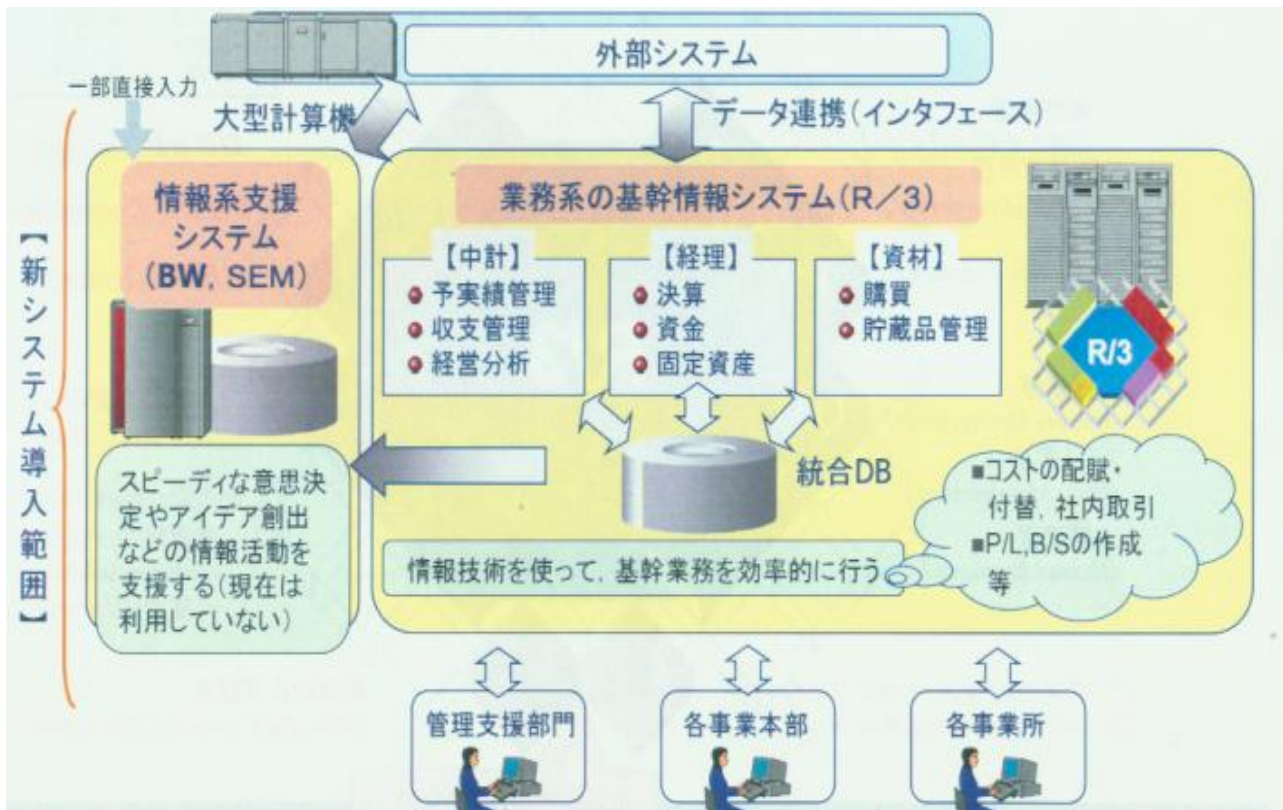 外部システム
一部直接入力
大型計算機
データ連携(インタフェース)
【新システム導入範囲】
情報系支援
システム
(BW, SEM)
業務系の基幹情報システム(R/3)
【中計】
予実績管理
収支管理
経営分析
【経理】
決算
資金
固定資産
【資材】
購買
貯蔵品管理
R/3
統合DB
スピーディな意思決
定やアイデア創出
などの情報活動を
支援する(現在は
利用していない)
情報技術を使って,基幹業務を効率的に行う
■コストの配賦・
付替,社内取引
■P/L,B/Sの作成
等
管理支援部門
各事業本部
各事業所